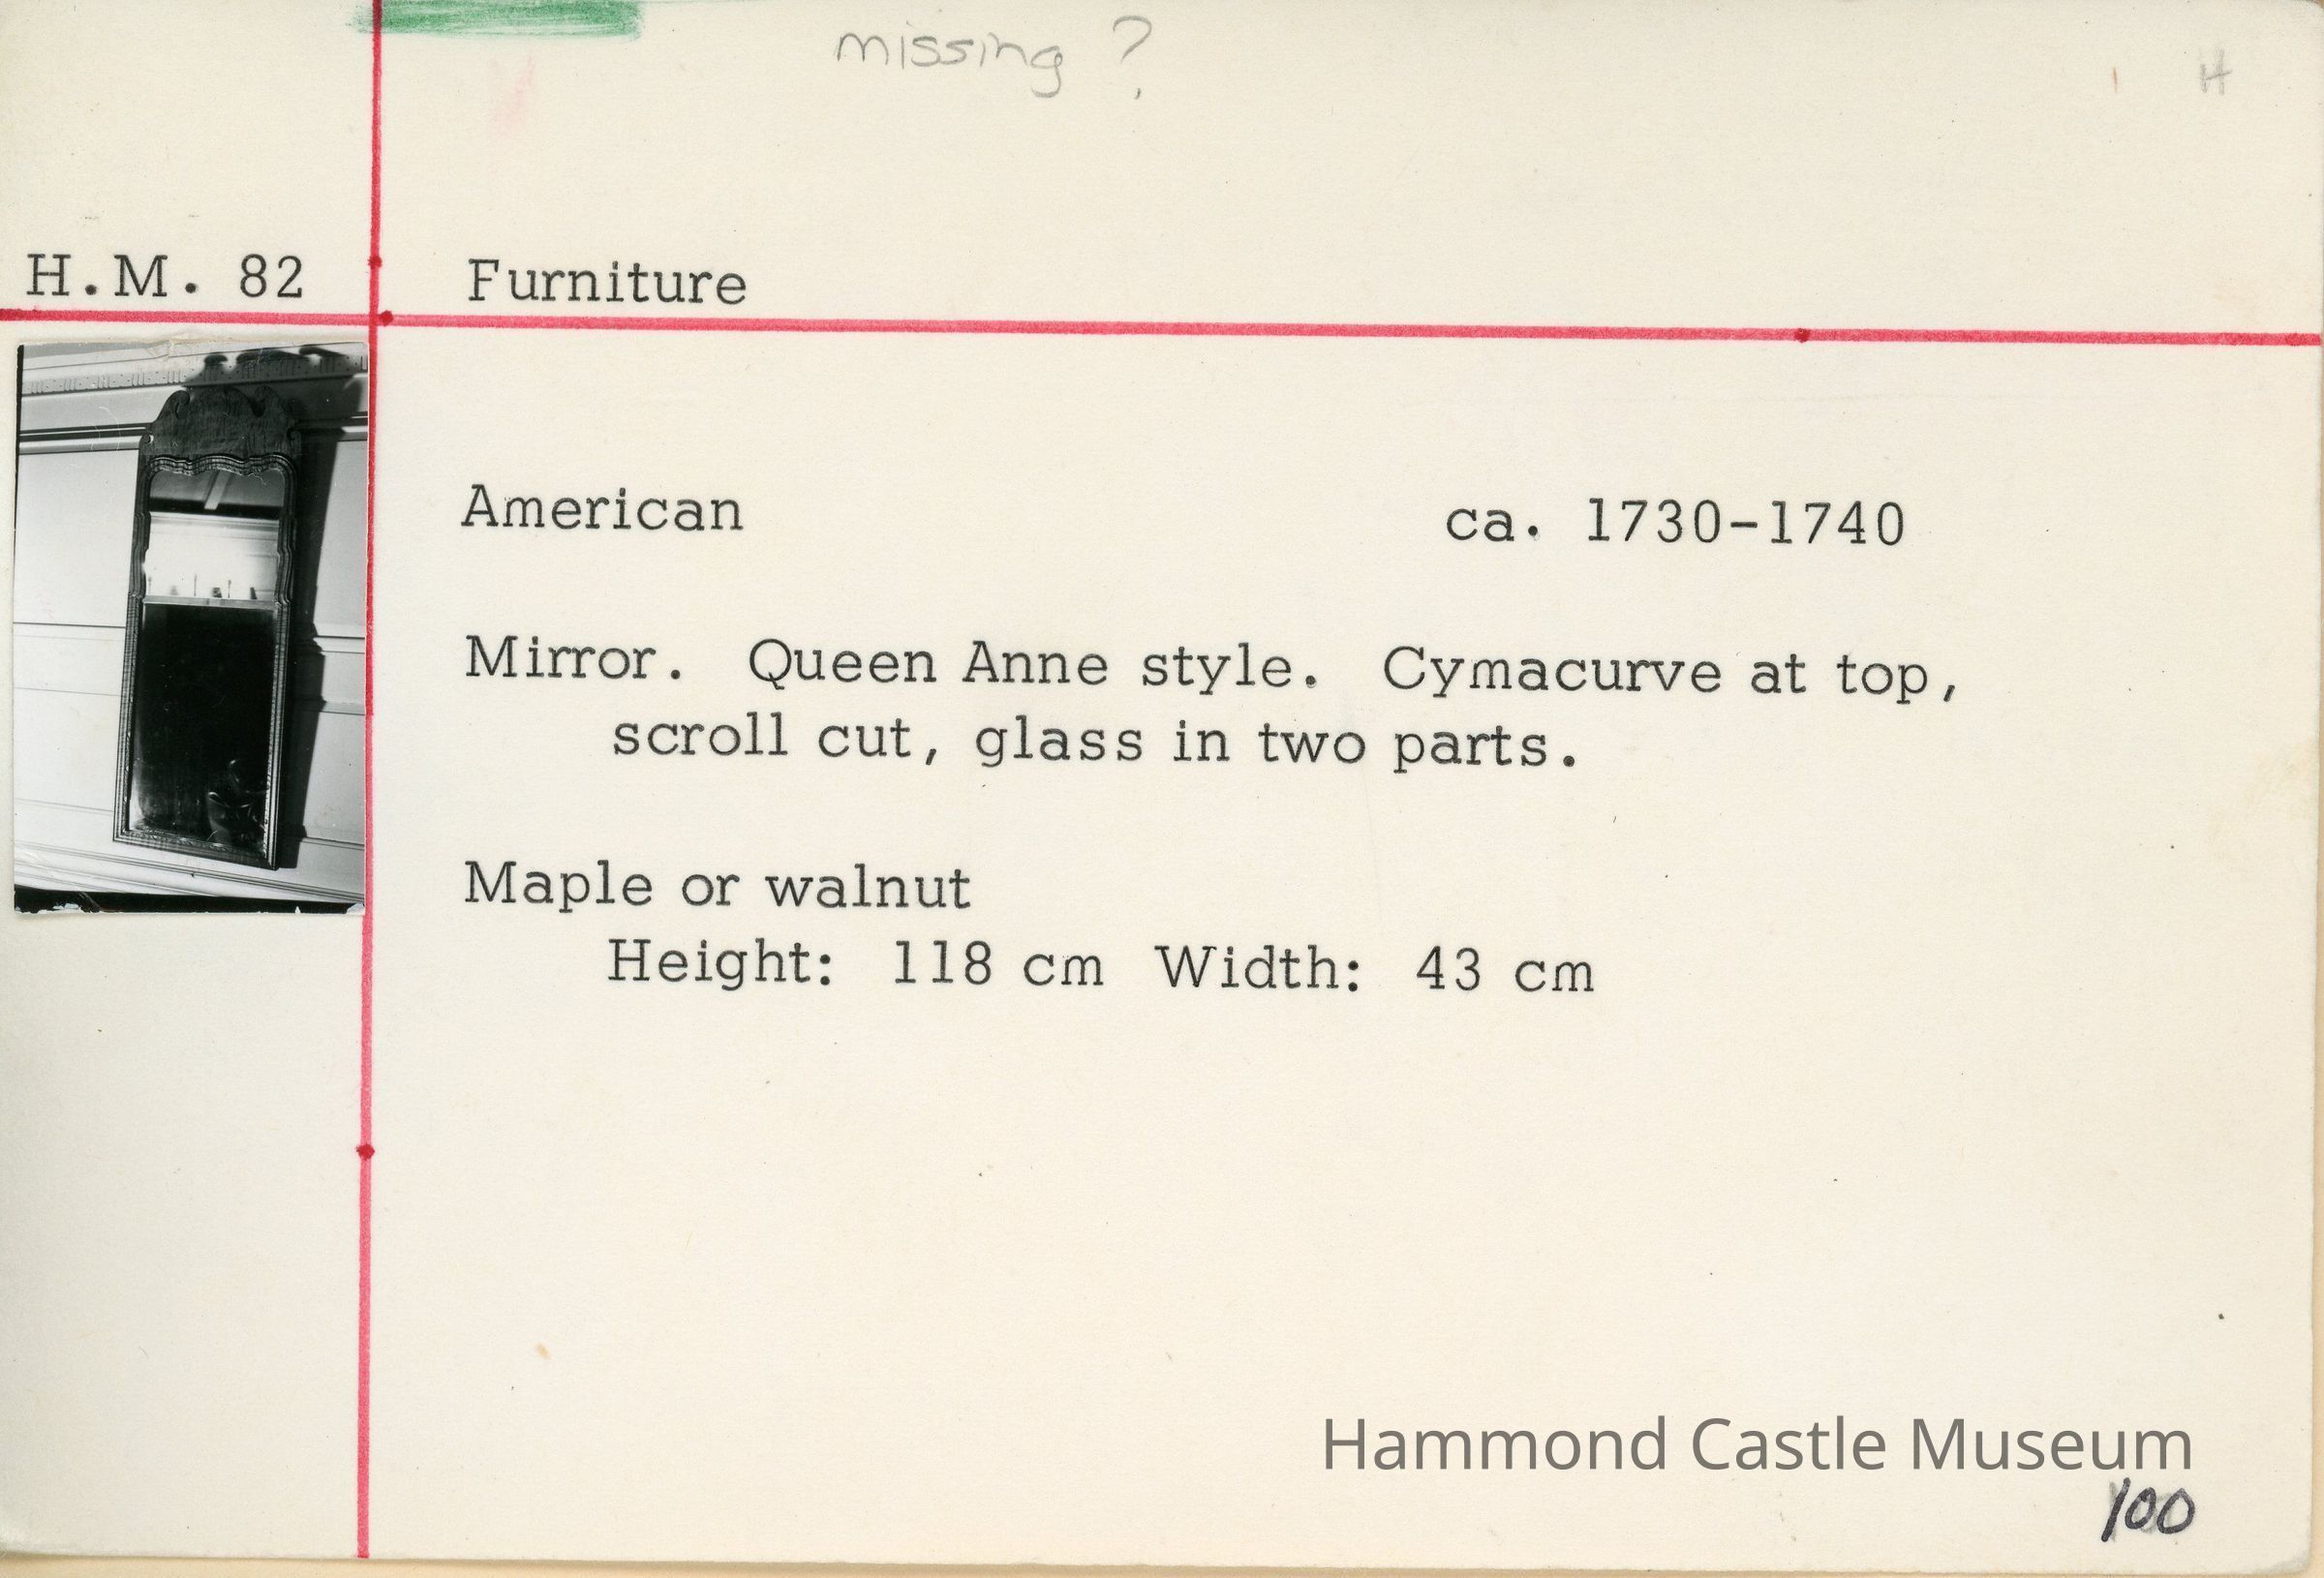 missing ?
H
H.M. 82 Furniture
American ca. 1730-1740
Mirror. Queen Anne style. Cymacurve at top,
scroll cut, glass in two parts.
Maple or walnut
Height: 118 cm Width: 43 cm
Hammond Castle Museum
100